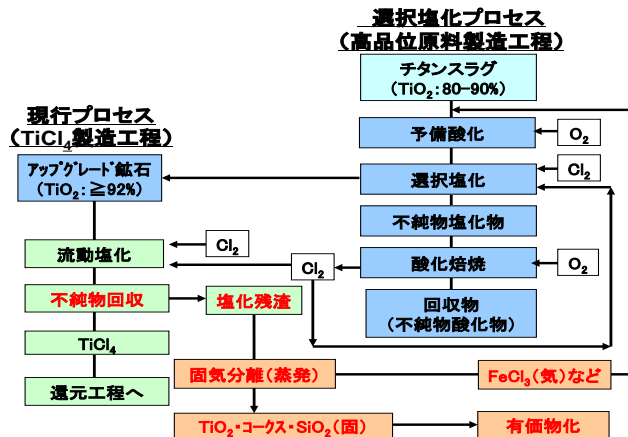 選択塩化プロセス
（高品位原料製造工程）
チタンスラグ
（TiO₂：80-90%）
予備酸化
O₂
選択塩化
Cl₂
不純物塩化物
酸化焙焼
O₂
Cl₂
回収物
（不純物酸化物）
現行プロセス
（TiCl₄製造工程）
アップグレード鉱石
（TiO₂：≧92%）
流動塩化
Cl₂
不純物回収
塩化残渣
TiCl₄
還元工程へ
固気分離（蒸発）
FeCl₃（気）など
TiO₂・コークス・SiO₂（固）
有価物化